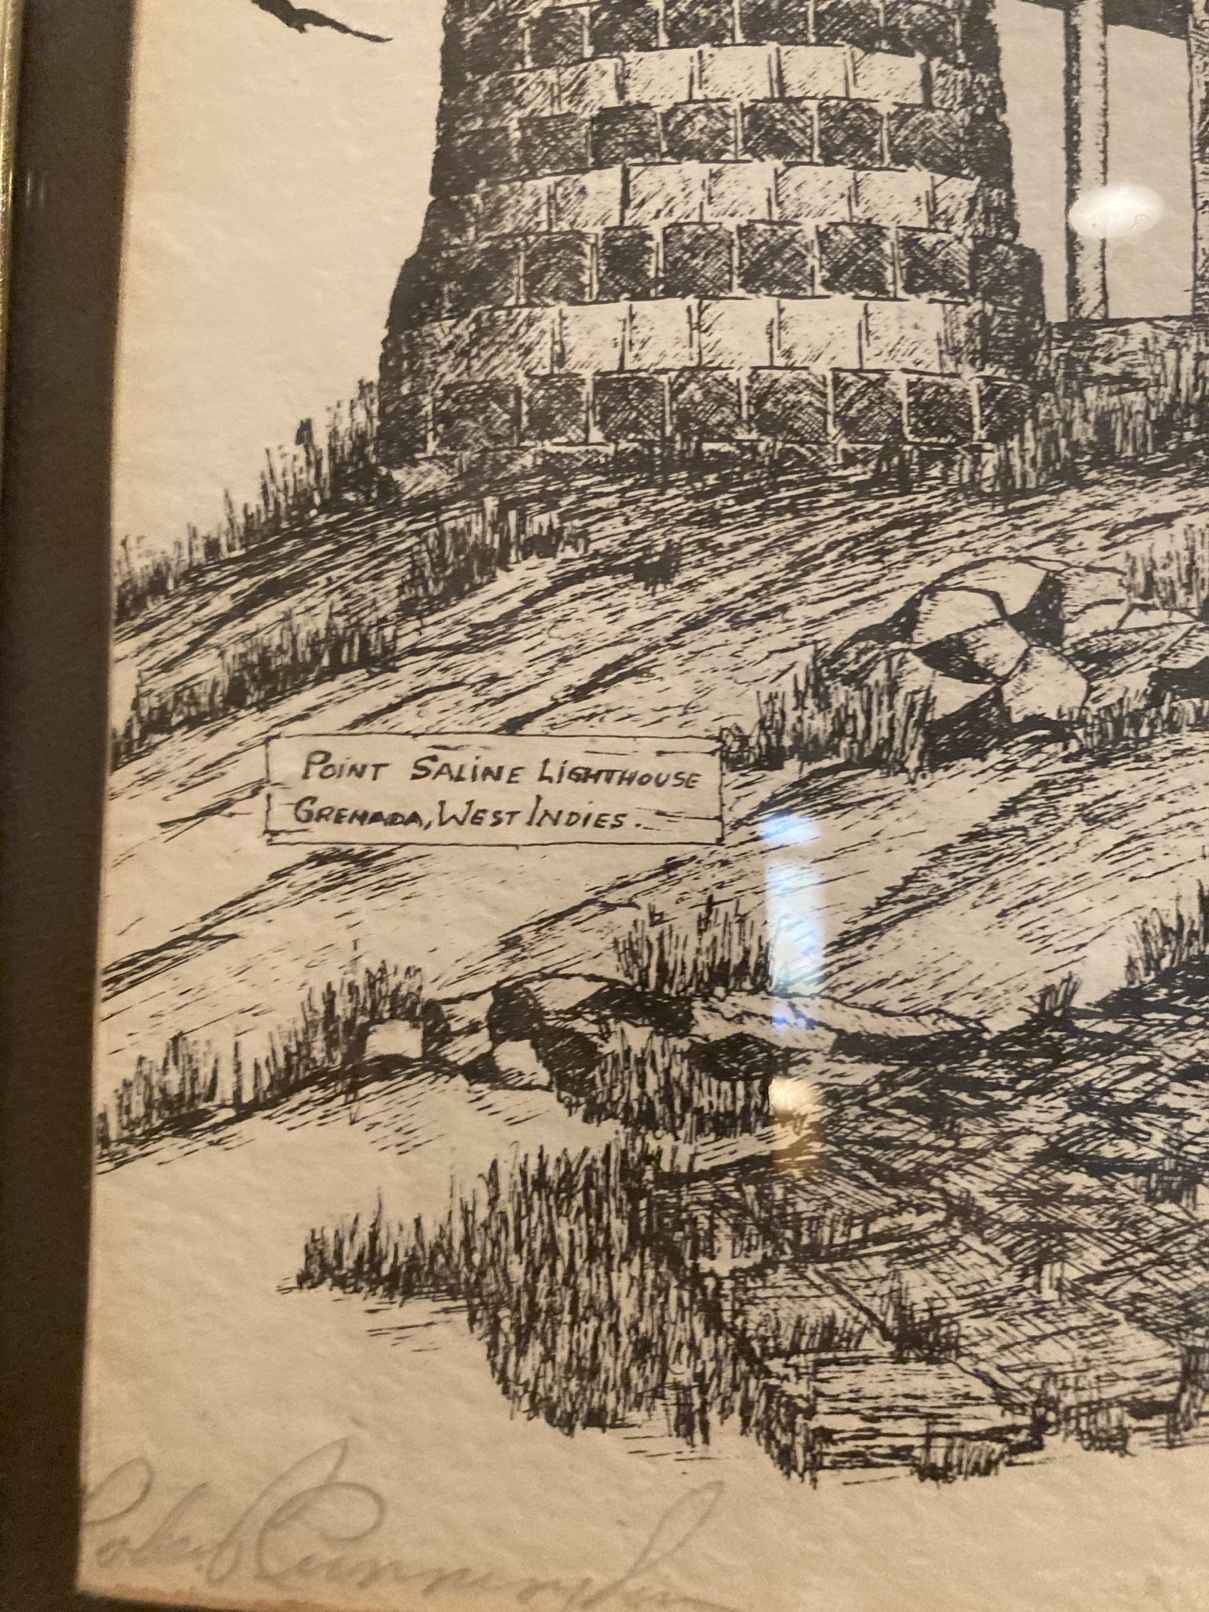 POINT SALINE LIGHTHOUSE
GRENADA, WEST INDIES.